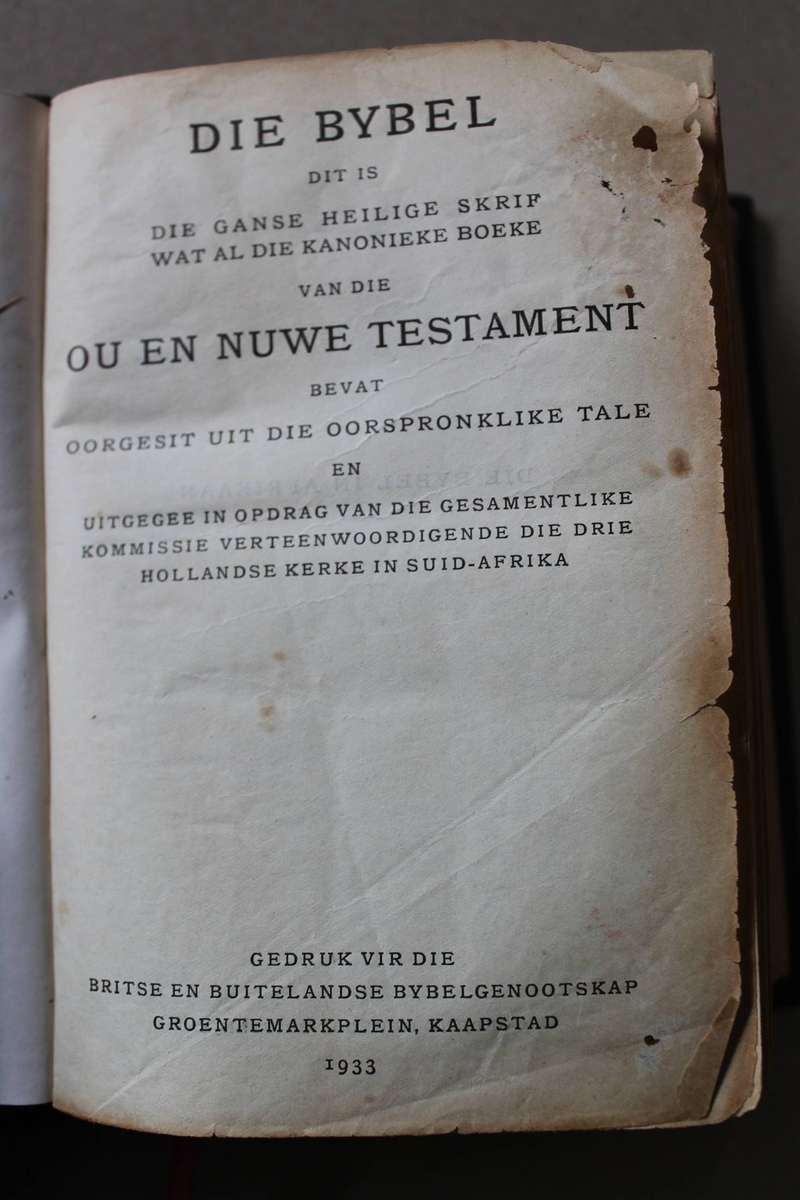 DIE BYBEL
DIT IS
DIE GANSE HEILIGE SKRIF
WAT AL DIE KANONIEKE BOEKE
VAN DIE
OU EN NUWE TESTAMENT
BEVAT
OORGESIT UIT DIE OORSPRONKLIKE TALE
EN
UITGEGEE IN OPDRAG VAN DIE GESAMENTLIKE
KOMMISSIE VERTEENWOORDIGENDE DIE DRIE
HOLLANDSE KERKE IN SUID-AFRIKA
GEDRUK VIR DIE
BRITSE EN BUITELANDSE BYBELGENOOTSKAP
GROENTEMARKPLEIN, KAAPSTAD
1933